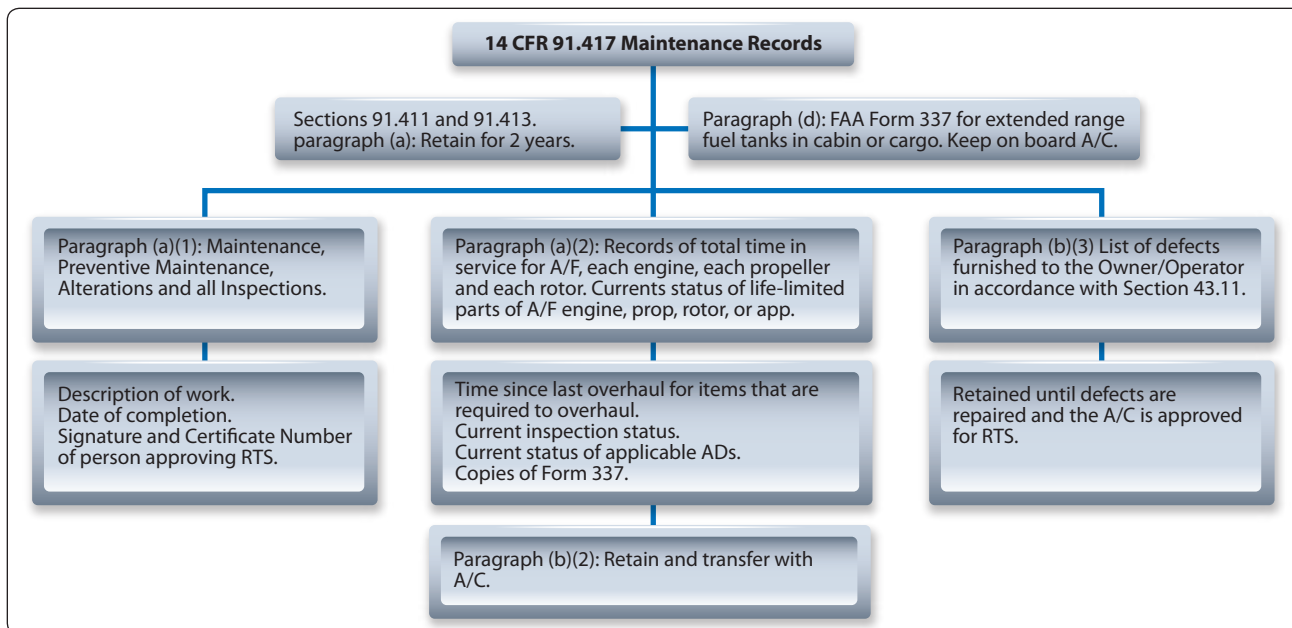 14 CFR 91.417 Maintenance Records
Sections 91.411 and 91.413.
paragraph (a): Retain for 2 years.
Paragraph (d): FAA Form 337 for extended range
fuel tanks in cabin or cargo. Keep on board A/C.
Paragraph (a)(1): Maintenance,
Preventive Maintenance,
Alterations and all Inspections.
Paragraph (a)(2): Records of total time in
service for A/F, each engine, each propeller
and each rotor. Currents status of life-limited
parts of A/F engine, prop, rotor, or app.
Paragraph (b)(3) List of defects
furnished to the Owner/Operator
in accordance with Section 43.11.
Description of work.
Date of completion.
Signature and Certificate Number
of person approving RTS.
Time since last overhaul for items that are
required to overhaul.
Current inspection status.
Current status of applicable ADs.
Copies of Form 337.
Retained until defects are
repaired and the A/C is approved
for RTS.
Paragraph (b)(2): Retain and transfer with
A/C.